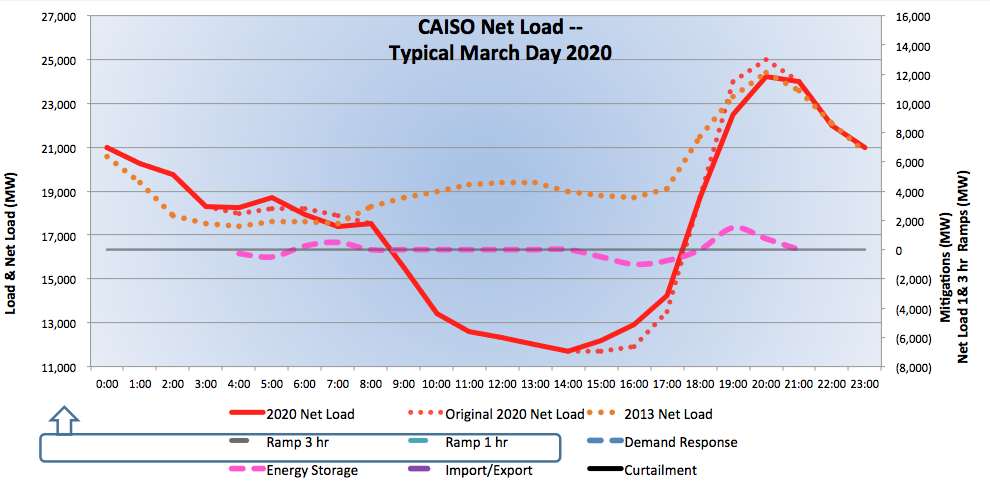 CAISO Net Load --
Typical March Day 2020
27,000
25,000
23,000
21,000
19,000
17,000
15,000
13,000
11,000
Load & Net Load (MW)
16,000
14,000
12,000
10,000
8,000
6,000
4,000
2,000
0
(2,000)
(4,000)
(6,000)
(8,000)
Mitigations (MW)
Net Load 1 & 3 hr Ramps (MW)
0:00 1:00 2:00 3:00 4:00 5:00 6:00 7:00 8:00 9:00 10:00 11:00 12:00 13:00 14:00 15:00 16:00 17:00 18:00 19:00 20:00 21:00 22:00 23:00
2020 Net Load Original 2020 Net Load 2013 Net Load
Ramp 3 hr Ramp 1 hr Demand Response
Energy Storage Import/Export Curtailment